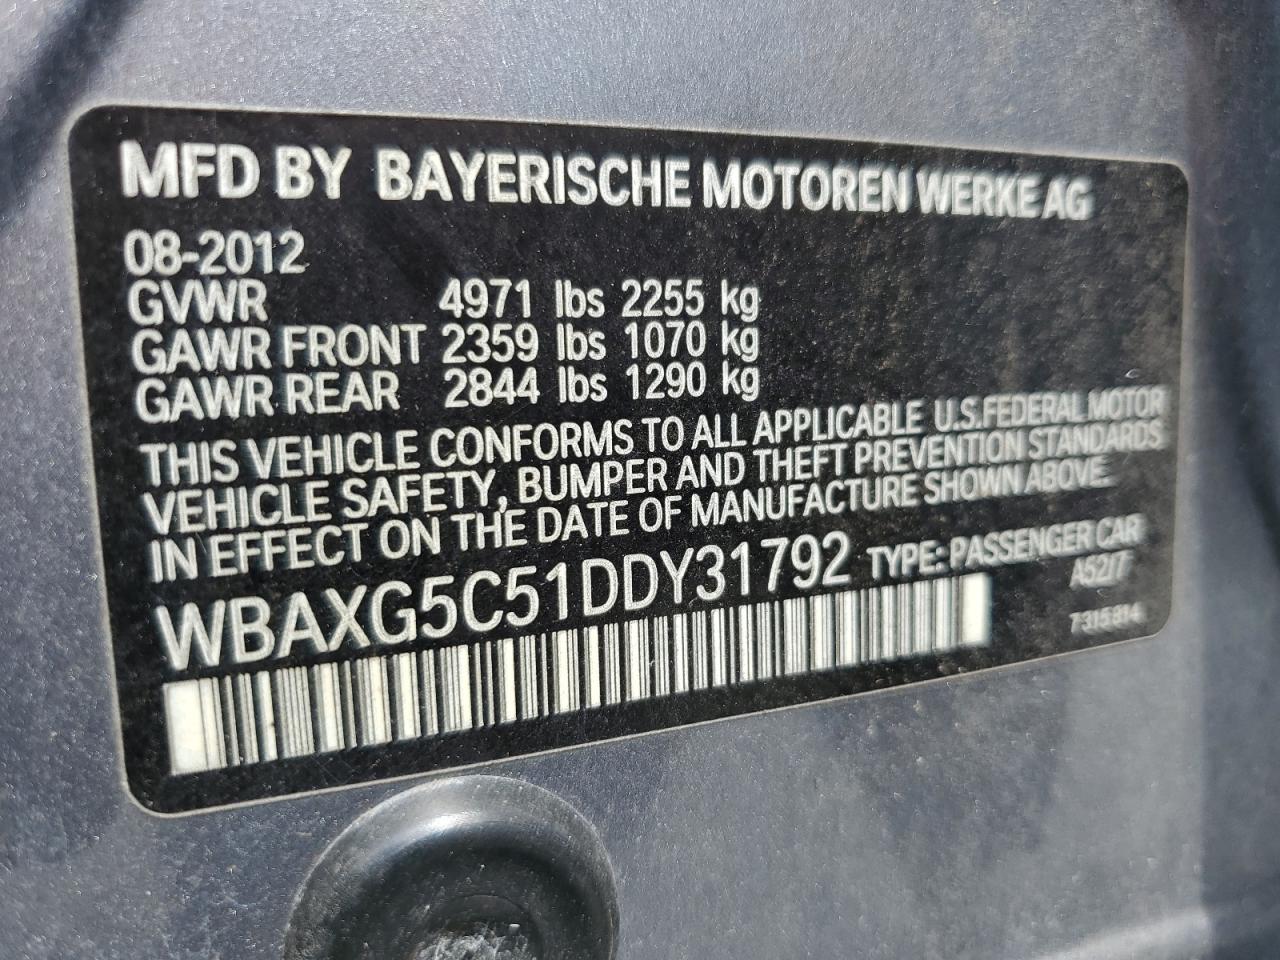 MFD BY BAYERISCHE MOTOREN WERKE AG
08-2012
GVWR 4971 lbs 2255 kg
GAWR FRONT 2359 lbs 1070 kg
GAWR REAR 2844 lbs 1290 kg
THIS VEHICLE CONFORMS TO ALL APPLICABLE U.S.FEDERAL MOTOR
VEHICLE SAFETY, BUMPER AND THEFT PREVENTION STANDARDS
IN EFFECT ON THE DATE OF MANUFACTURE SHOWN ABOVE.
WBAXG5C51DDY31792 TYPE: PASSENGER CAR
A52/7
7315814